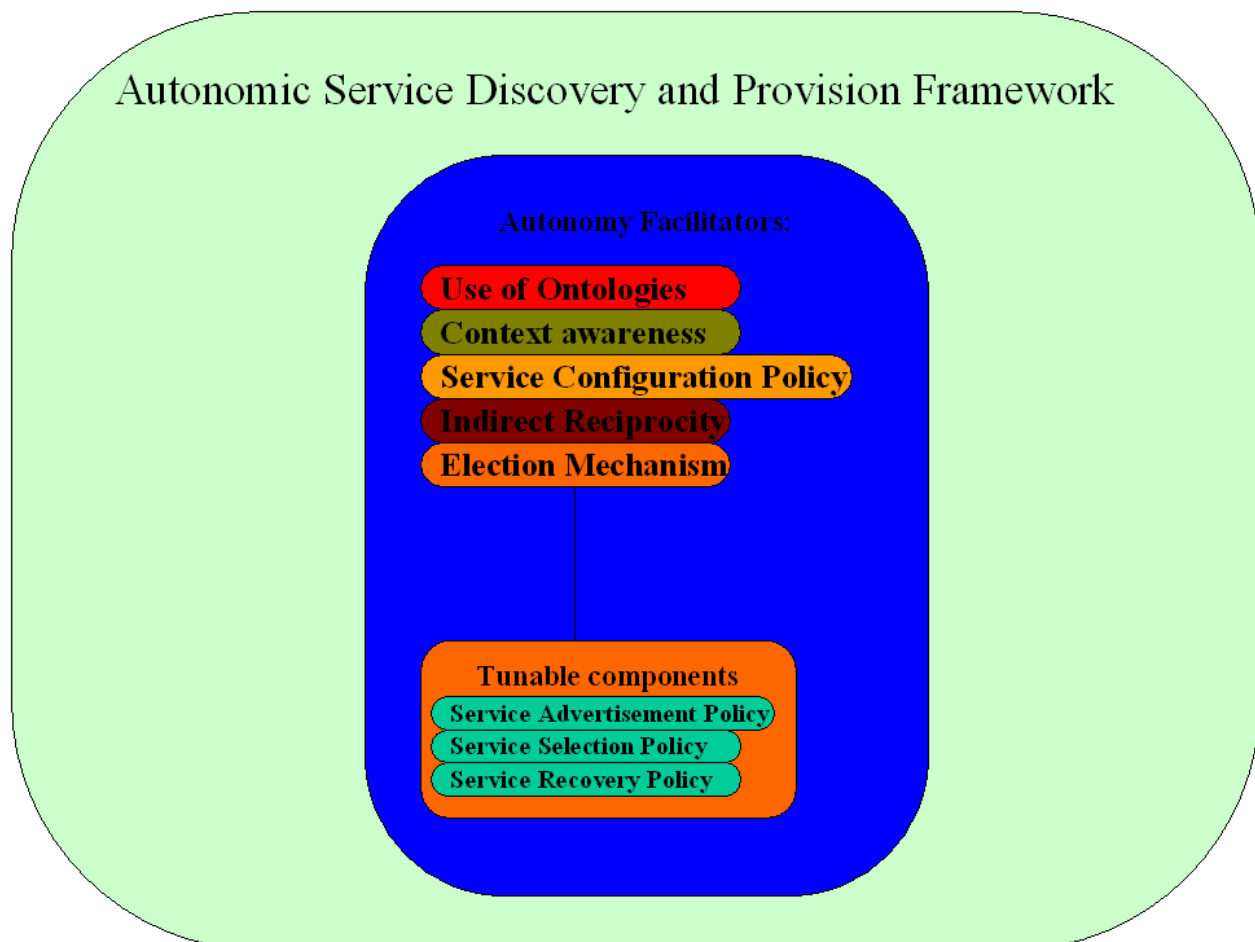 Autonomic Service Discovery and Provision Framework
Autonomy Facilitators:
Use of Ontologies
Context awareness
Service Configuration Policy
Indirect Reciprocity
Election Mechanism
Tunable components
Service Advertisement Policy
Service Selection Policy
Service Recovery Policy